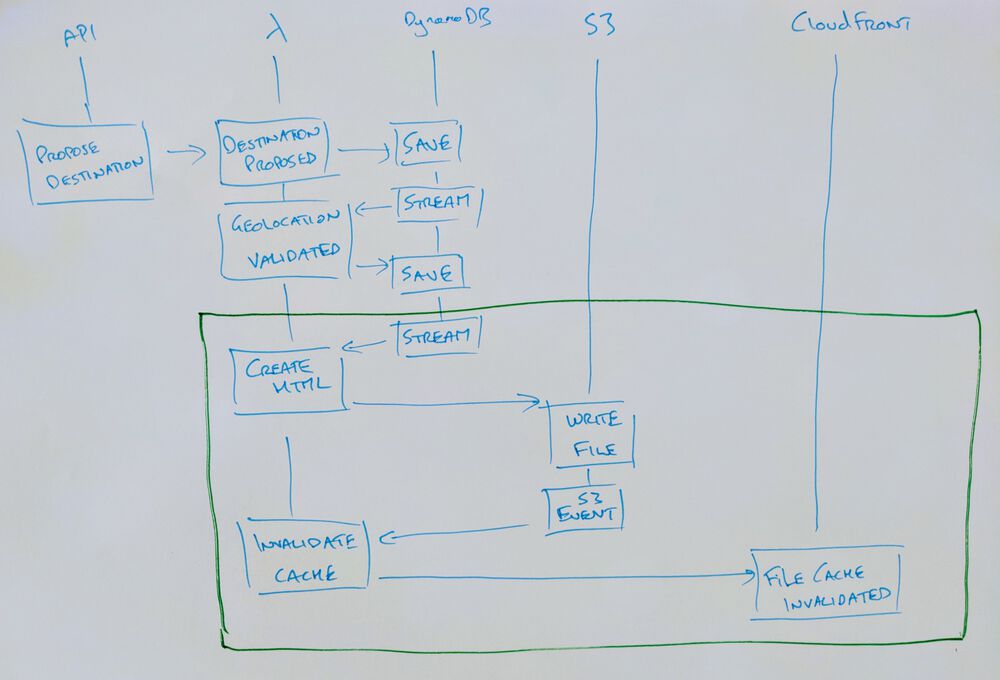 API
λ
DynamoDB
S3
CloudFront
PROPOSE
DESTINATION
DESTINATION
PROPOSED
SAVE
STREAM
GEOLOCATION
VALIDATED
SAVE
STREAM
CREATE
HTML
WRITE
FILE
S3
EVENT
INVALIDATE
CACHE
FILE CACHE
INVALIDATED